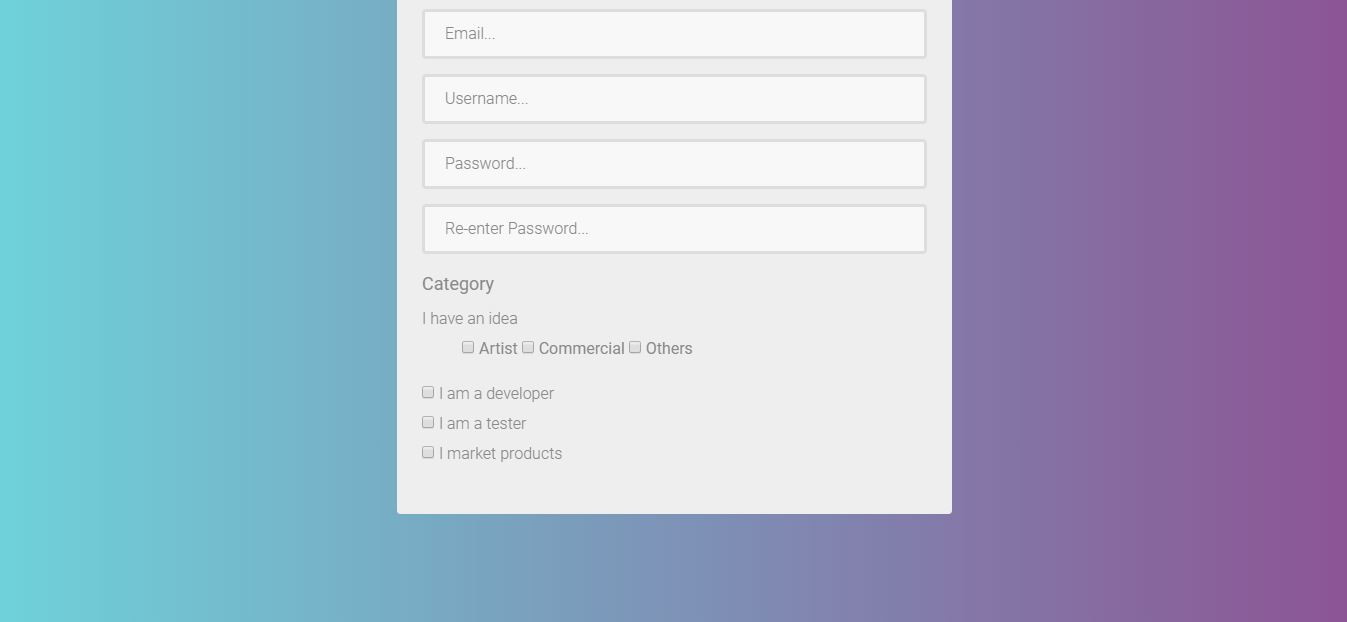 Email...
Username...
Password...
Re-enter Password...
Category
I have an idea
Artist Commercial Others
I am a developer
I am a tester
I market products